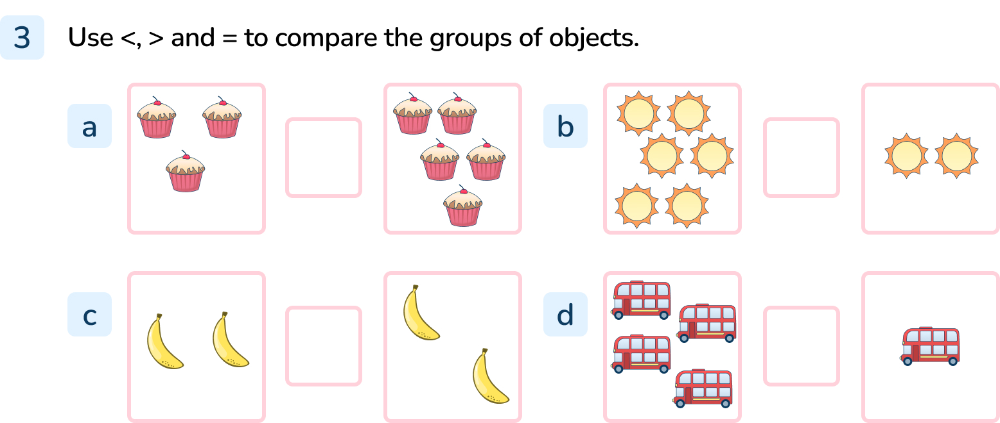 3 Use <, > and = to compare the groups of objects.
a
b
c
d